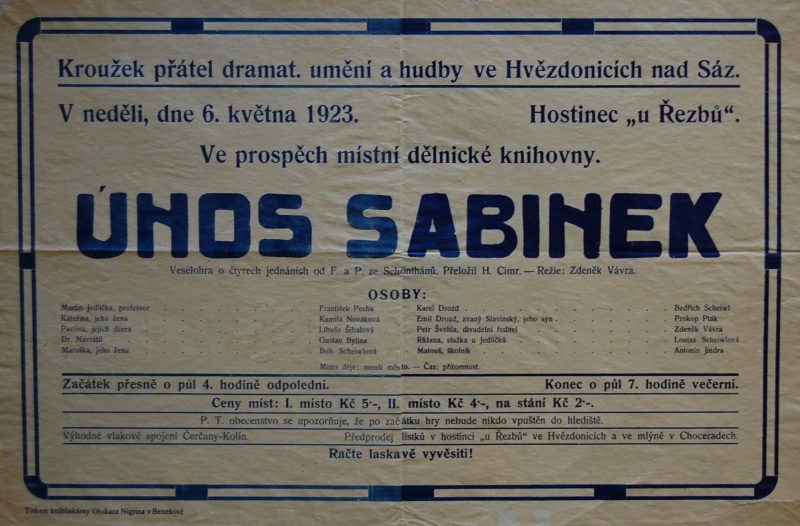 Kroužek přátel dramat. umění a hudby ve Hvězdonicích nad Sáz.
V neděli, dne 6. května 1923. Hostinec „u Řezbů“.
Ve prospěch místní dělnické knihovny.
ÚNOS SABINEK
Veselohra o čtyrech jednáních od F. a P. ze Schönthánů. Přeložil H. Cimr. — Režie: Zdeněk Vávra.
OSOBY:
Martin Jedlička, professor František Pecha Karel Drozd Bedřich Scheiwl
Kateřina, jeho žena Kamila Nováková Emil Drozd, zvaný Slavinský, jeho syn Prokop Pták
Pavlína, jejich dcera Libuše Šibalová Petr Švehla, divadelní ředitel Zdeněk Vávra
Dr. Navrátil Gustav Bylina Růžena, služka u Jedličků Louisa Scheiwlová
Maruška, jeho žena Boh. Scheiwlova Matouš, školník Antonín Jindra
Místo děje: menší město. — Čas: přítomnost.
Začátek přesně o půl 4. hodině odpolední. Konec o půl 7. hodině večerní.
Ceny míst: I. místo Kč 5·-, II. místo Kč 4·-, na stání Kč 2·-.
P. T. obecenstvo se upozorňuje, že po začátku hry nebude nikdo vpuštěn do hlediště.
Výhodné vlakové spojení Čerčany-Kolín. Předprodej lístků v hostinci „u Řezbů“ ve Hvězdonicích a ve mlýně v Choceradech.
Račte laskavě vyvěsiti!
Tiskem knihtiskárny Otokara Nigrina v Benešově